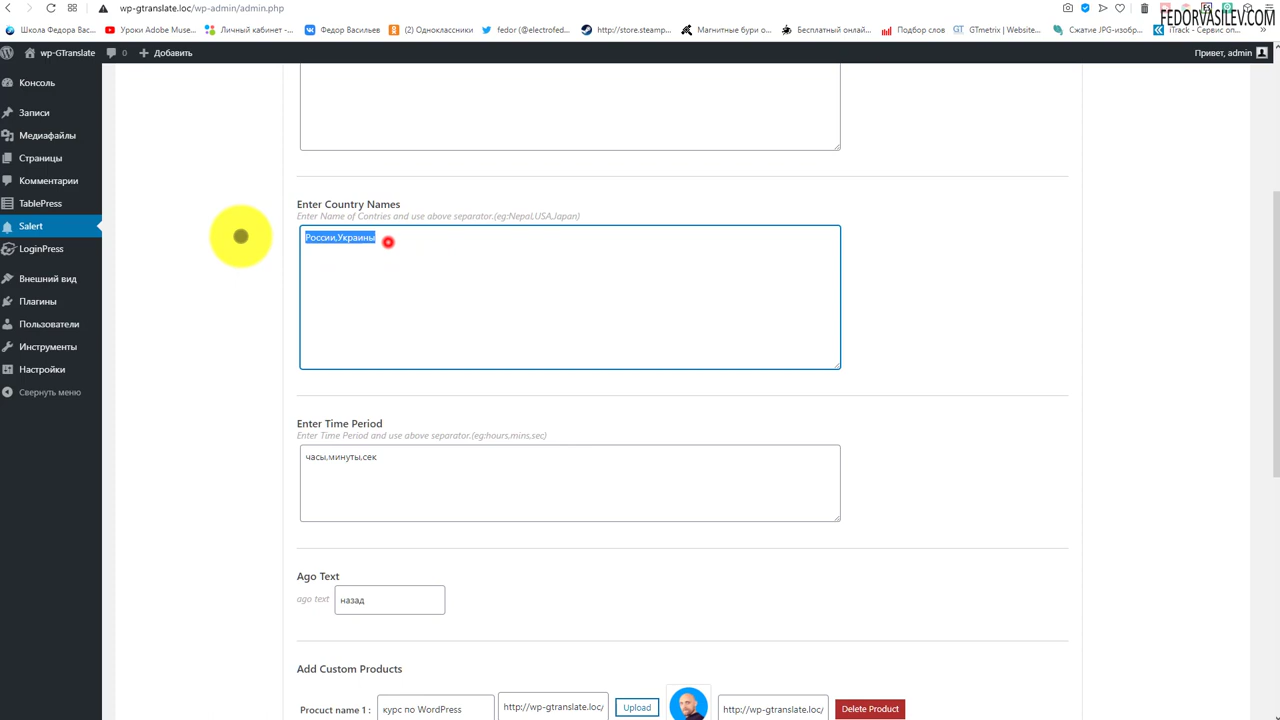 wp-gtranslate.loc/wp-admin/admin.php
FEDORVASILEV.COM
Школа Федора Вас...
Уроки Adobe Muse...
Личный кабинет -...
Федор Васильев
(2) Одноклассники
fedor (@electrofed...
http://store.steamp...
Магнитные бури о...
Бесплатный онлай...
Подбор слов
GTmetrix | Website...
Сжатие JPG-изобр...
iTrack - Сервис оп...
wp-GTranslate
0
Добавить
Привет, admin
Консоль
Записи
Медиафайлы
Страницы
Комментарии
TablePress
Salert
LoginPress
Внешний вид
Плагины
Пользователи
Инструменты
Настройки
Свернуть меню
Enter Country Names
Enter Name of Contries and use above separator.(eg:Nepal,USA,Japan)
России,Украины
Enter Time Period
Enter Time Period and use above separator.(eg:hours,mins,sec)
часы,минуты,сек
Ago Text
ago text
назад
Add Custom Products
Procuct name 1 :
курс по WordPress
http://wp-gtranslate.loc/
Upload
http://wp-gtranslate.loc/
Delete Product